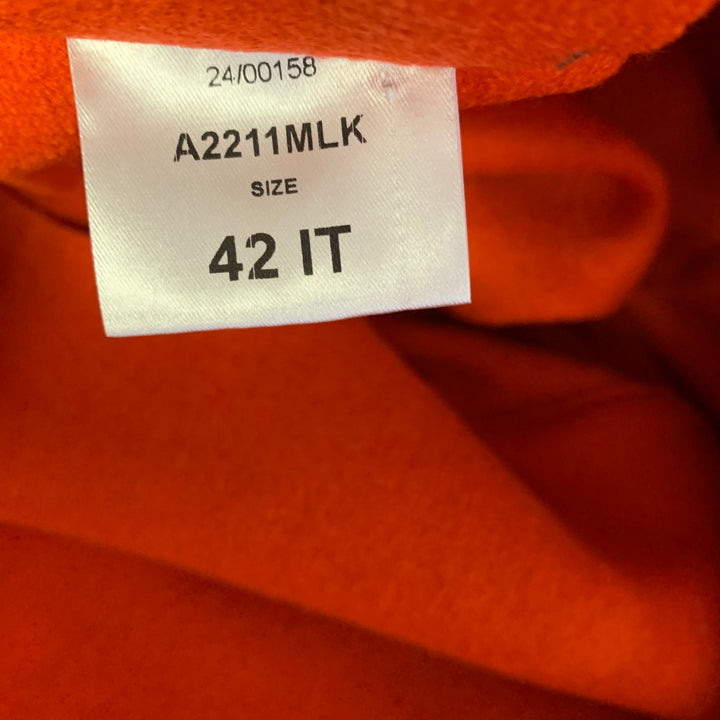 24/00158
A2211MLK
SIZE
42 IT